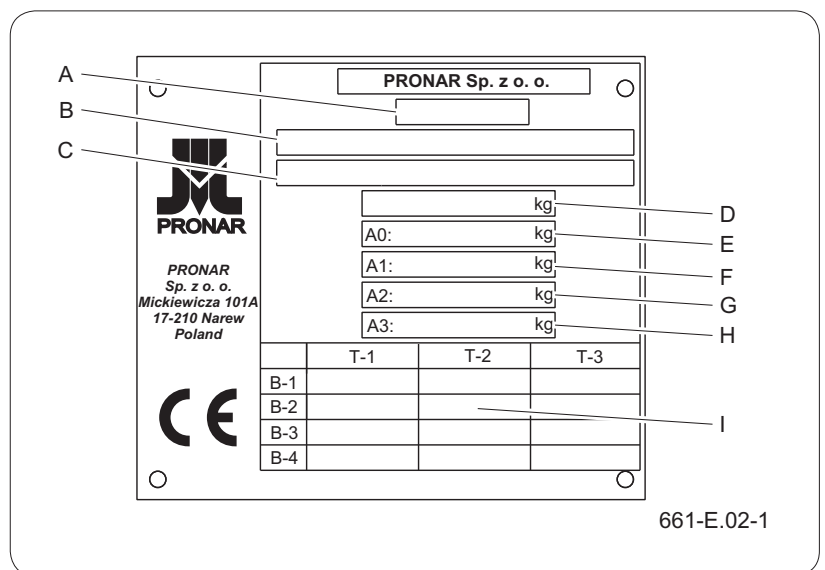 A
B
C
PRONAR Sp. z o. o.
kg
A0: kg
A1: kg
A2: kg
A3: kg
D
E
F
G
H
PRONAR
PRONAR
Sp. z o. o.
Mickiewicza 101A
17-210 Narew
Poland
CE
T-1 T-2 T-3
B-1
B-2
B-3
B-4
I
661-E.02-1